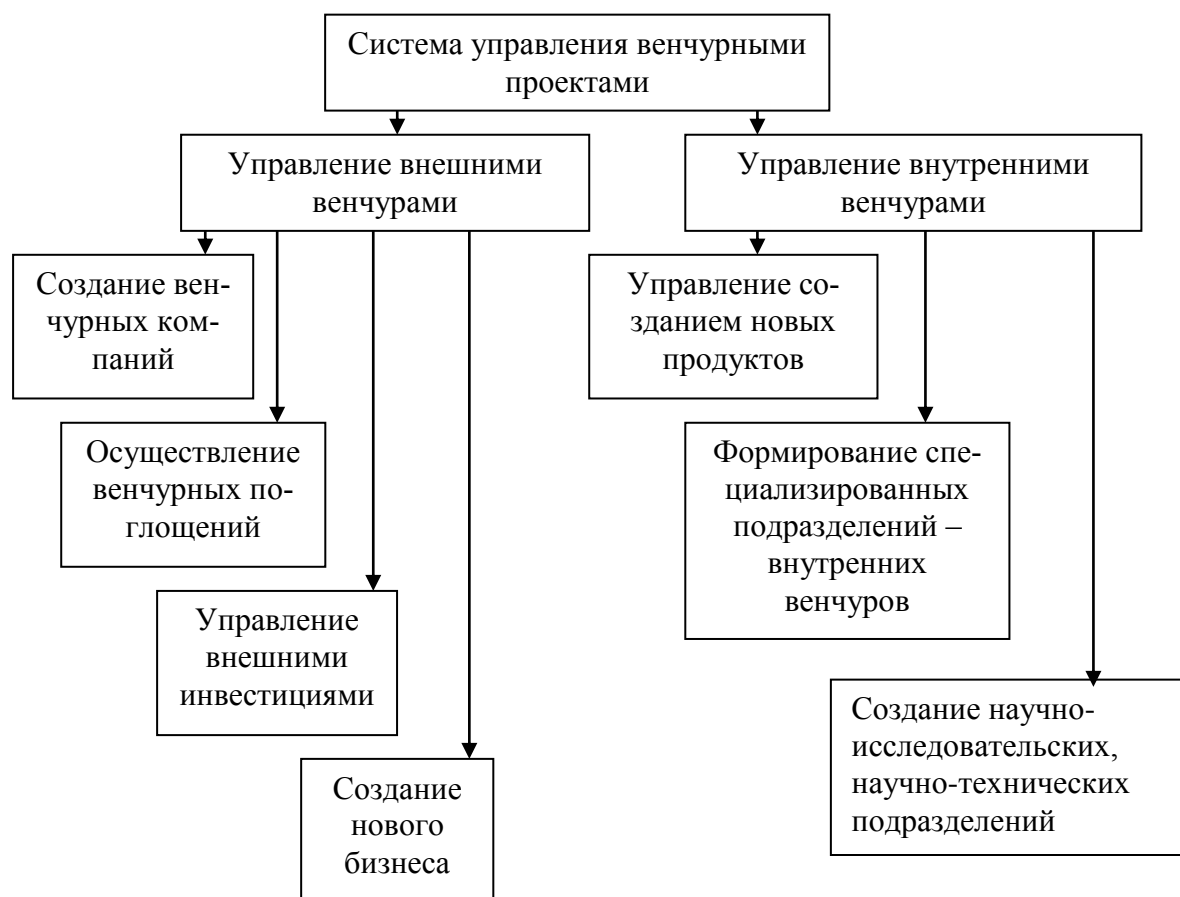 Система управления венчурными
проектами
Управление внешними
венчурами
Управление внутренними
венчурами
Создание вен-
чурных ком-
паний
Управление со-
зданием новых
продуктов
Осуществление
венчурных по-
глощений
Формирование спе-
циализированных
подразделений –
внутренних
венчуров
Управление
внешними
инвестициями
Создание научно-
исследовательских,
научно-технических
подразделений
Создание
нового
бизнеса